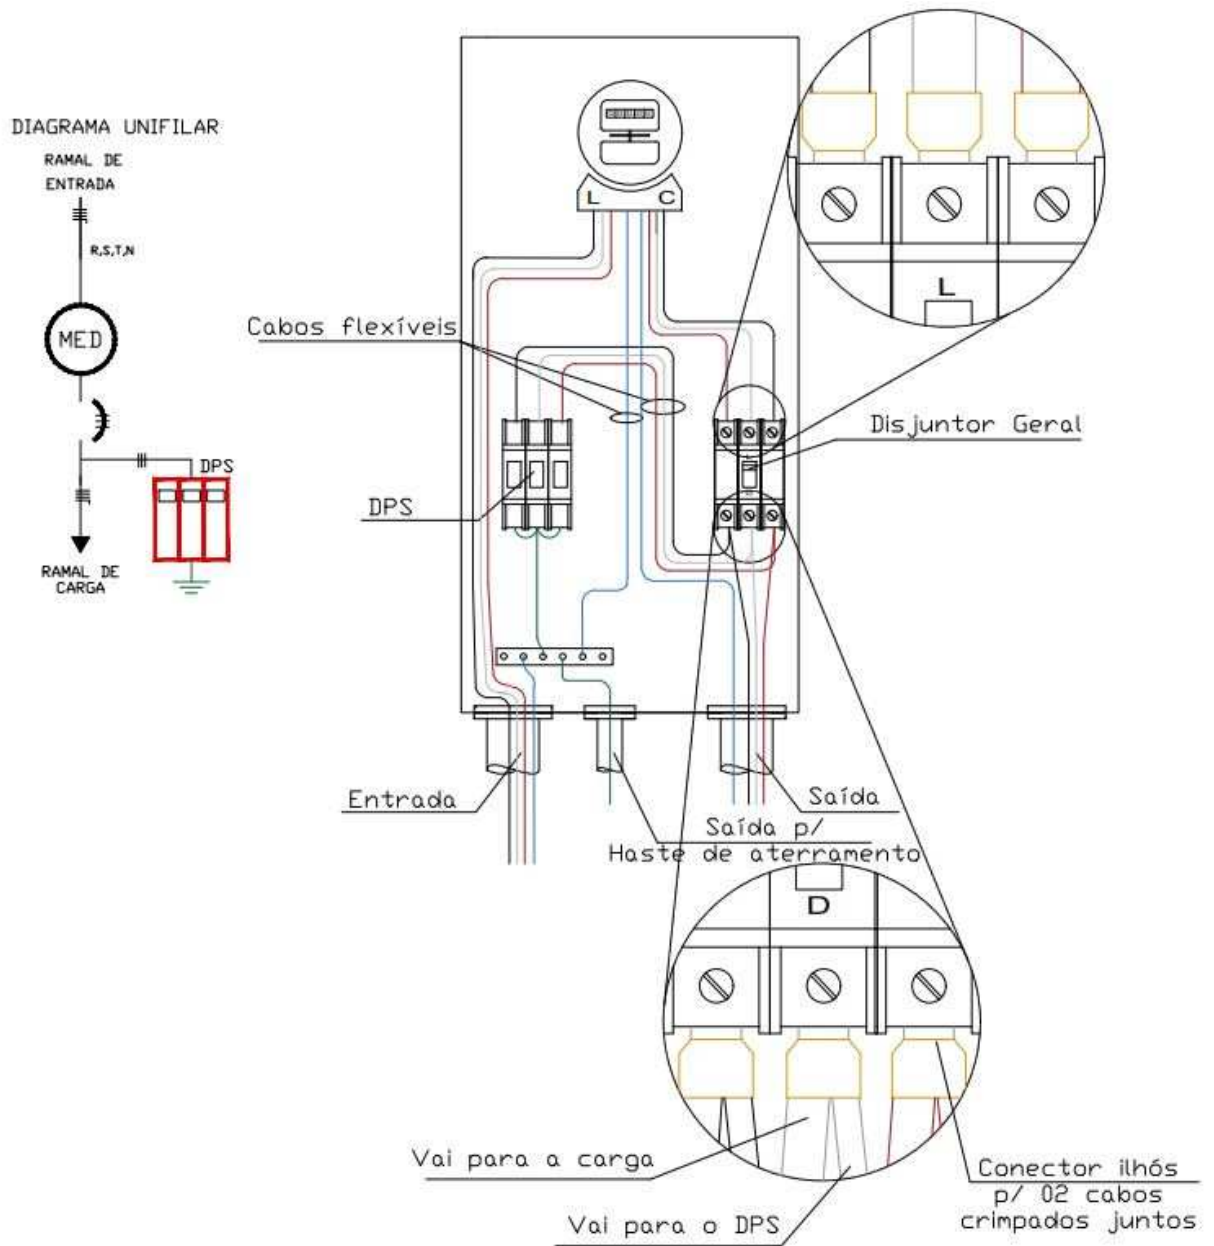 DIAGRAMA UNIFILAR
RAMAL DE
ENTRADA
R,S,T,N
MED
DPS
RAMAL DE
CARGA
L C
Cabos flexíveis
DPS
Disjuntor Geral
L
Entrada
Saída p/
Haste de aterramento
Saída
D
Vai para a carga
Vai para o DPS
Conector ilhós
p/ 02 cabos
crimpados juntos